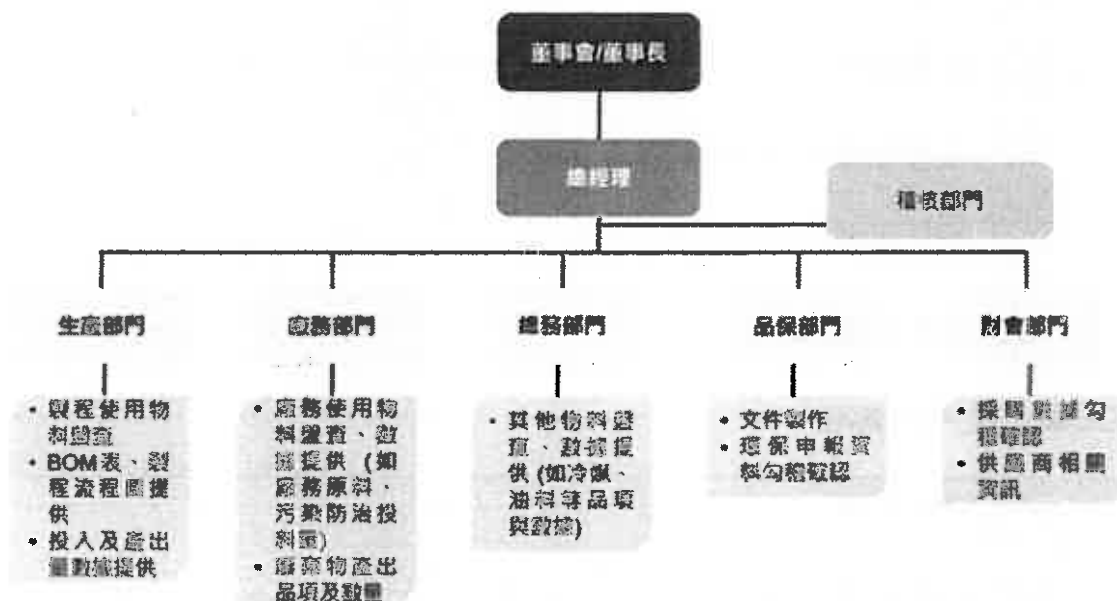 董事會/董事長
總經理
稽核部門
生產部門
廠務部門
總務部門
品保部門
財會部門
• 製程使用物
料盤查
• BOM表、製
程流程圖提
供
• 投入及產出
量數據提供
• 廠務使用物
料盤查、數
據提供 (如
廠務原料、
污染防治投
料量)
• 廢棄物產出
品項及數量
• 其他物料盤
查、數據提
供 (如冷媒、
油料等品項
與數據)
• 文件製作
• 環保申報資
料勾稽確認
• 採購數據勾
稽確認
• 供應商相關
資訊